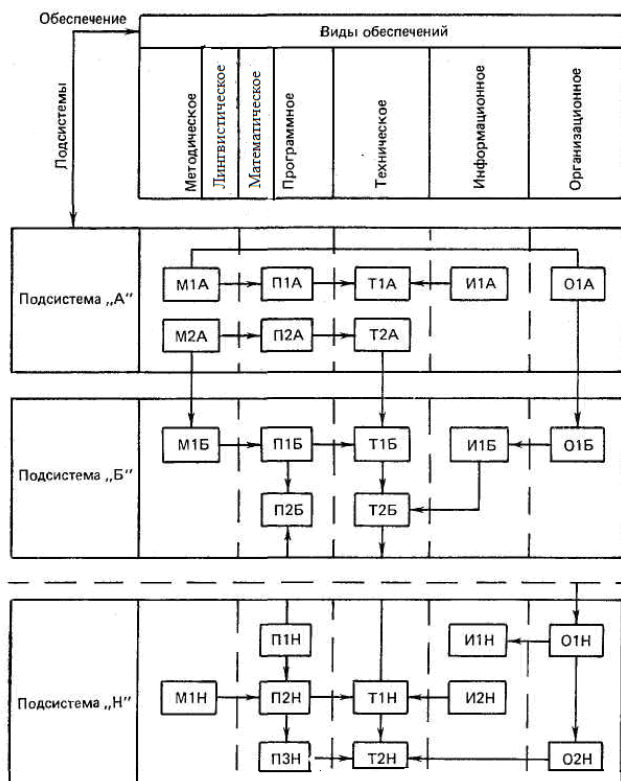 Обеспечение
Виды обеспечений
Подсистемы
Методическое
Лингвистическое
Математическое
Программное
Техническое
Информационное
Организационное
Подсистема „А"
М1А
П1А
Т1А
И1А
О1А
М2А
П2А
Т2А
Подсистема „Б"
М1Б
П1Б
Т1Б
И1Б
О1Б
П2Б
Т2Б
Подсистема „Н"
П1Н
И1Н
О1Н
М1Н
П2Н
Т1Н
И2Н
П3Н
Т2Н
О2Н